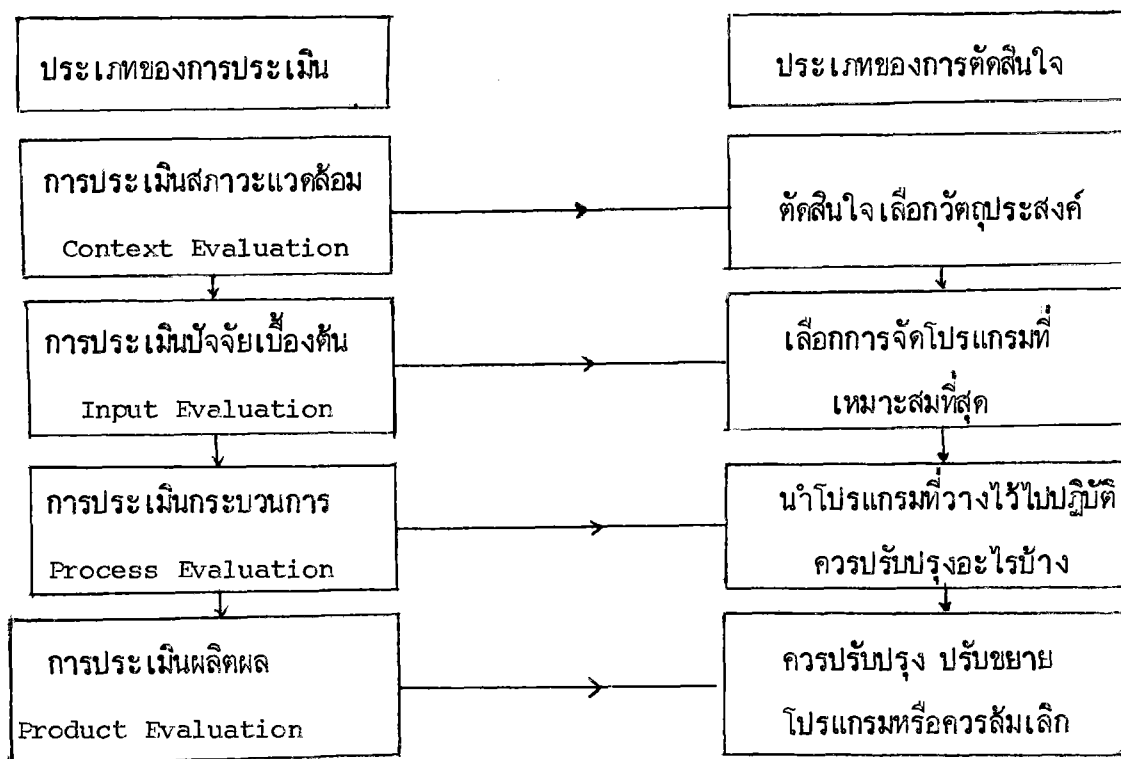 ประเภทของการประเมิน
ประเภทของการตัดสินใจ
การประเมินสภาวะแวดล้อม
Context Evaluation
ตัดสินใจเลือกวัตถุประสงค์
การประเมินปัจจัยเบื้องต้น
Input Evaluation
เลือกการจัดโปรแกรมที่
เหมาะสมที่สุด
การประเมินกระบวนการ
Process Evaluation
นำโปรแกรมที่วางไว้ไปปฏิบัติ
ควรปรับปรุงอะไรบ้าง
การประเมินผลิตผล
Product Evaluation
ควรปรับปรุง ปรับขยาย
โปรแกรมหรือควรล้มเลิก